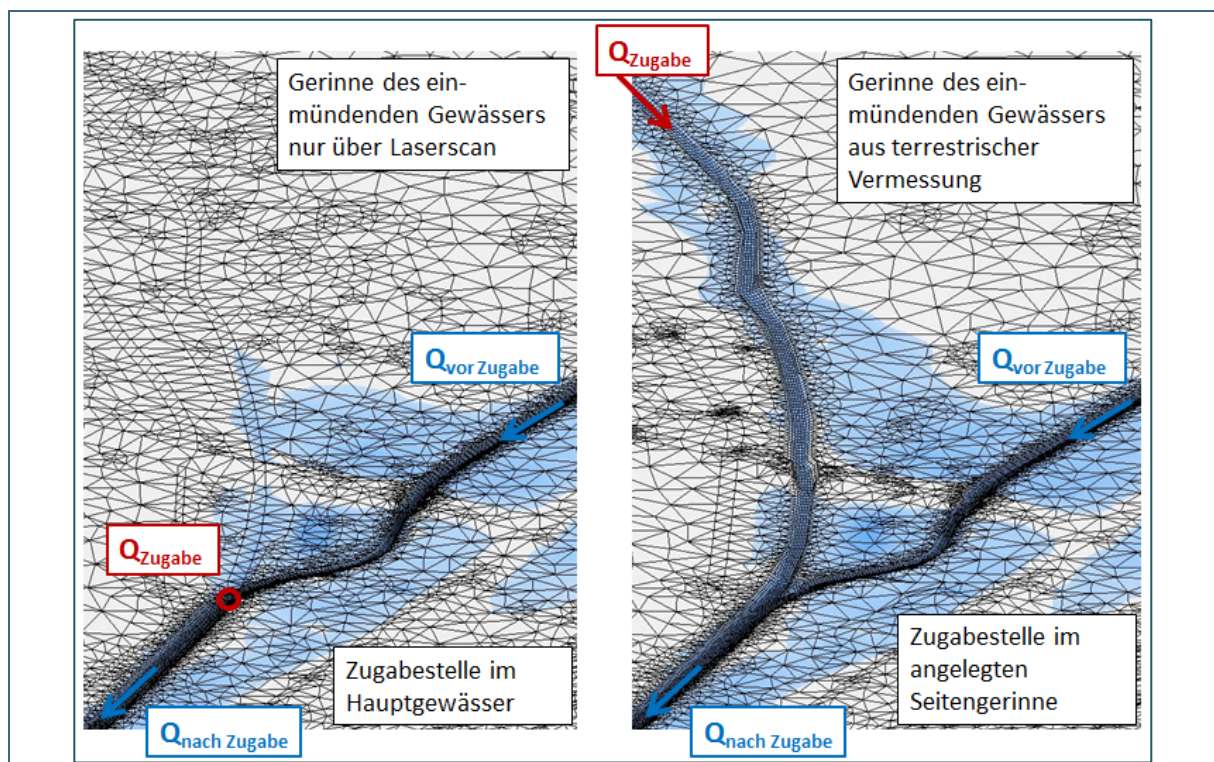 Gerinne des ein-
mündenden Gewässers
nur über Laserscan
Qvor Zugabe
QZugabe
Zugabestelle im
Hauptgewässer
Qnach Zugabe
QZugabe
Gerinne des ein-
mündenden Gewässers
aus terrestrischer
Vermessung
Qvor Zugabe
Zugabestelle im
angelegten
Seitengerinne
Qnach Zugabe